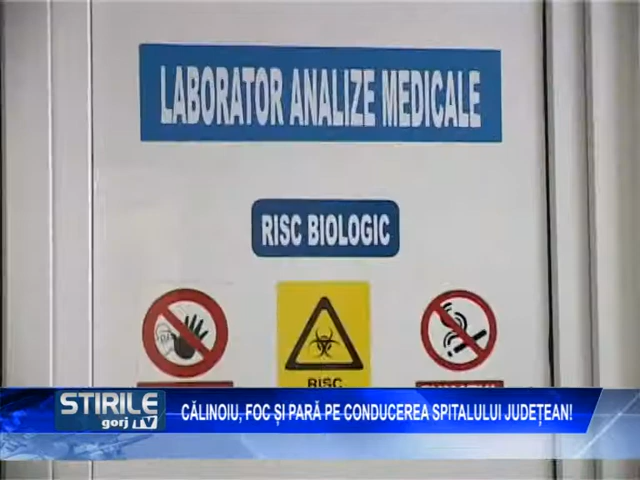 LABORATOR ANALIZE MEDICALE
RISC BIOLOGIC
RISC
STIRILE
gorj TV
CĂLINOIU, FOC ȘI PARĂ PE CONDUCEREA SPITALULUI JUDEȚEAN!